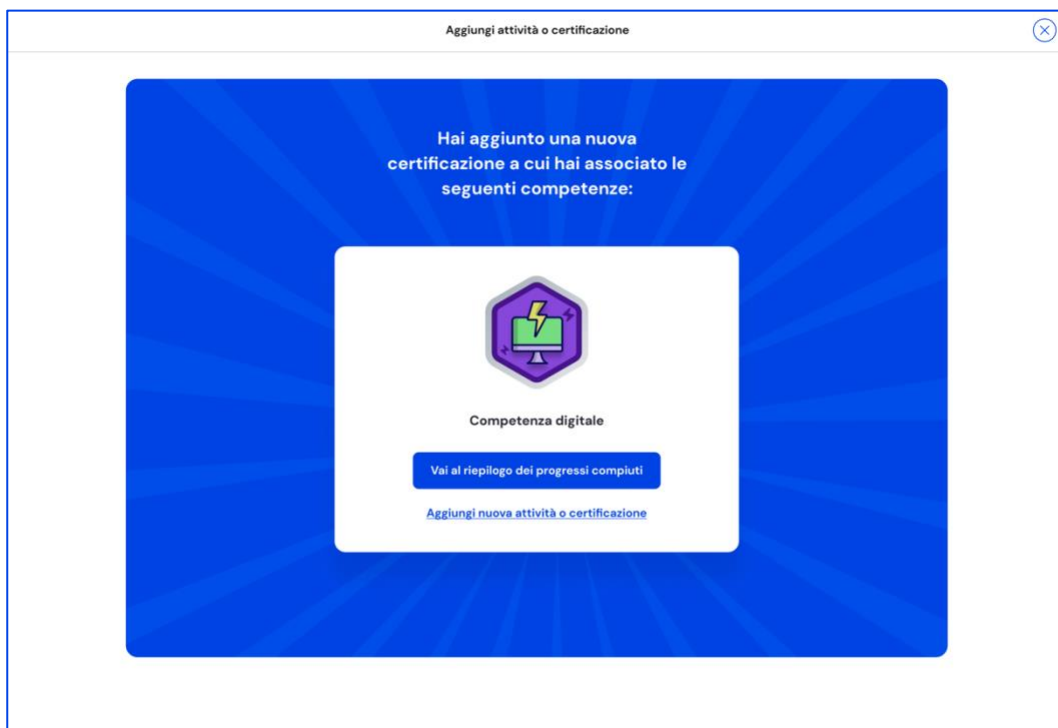 Aggiungi attività o certificazione
Hai aggiunto una nuova
certificazione a cui hai associato le
seguenti competenze:
Competenza digitale
Vai al riepilogo dei progressi compiuti
Aggiungi nuova attività o certificazione